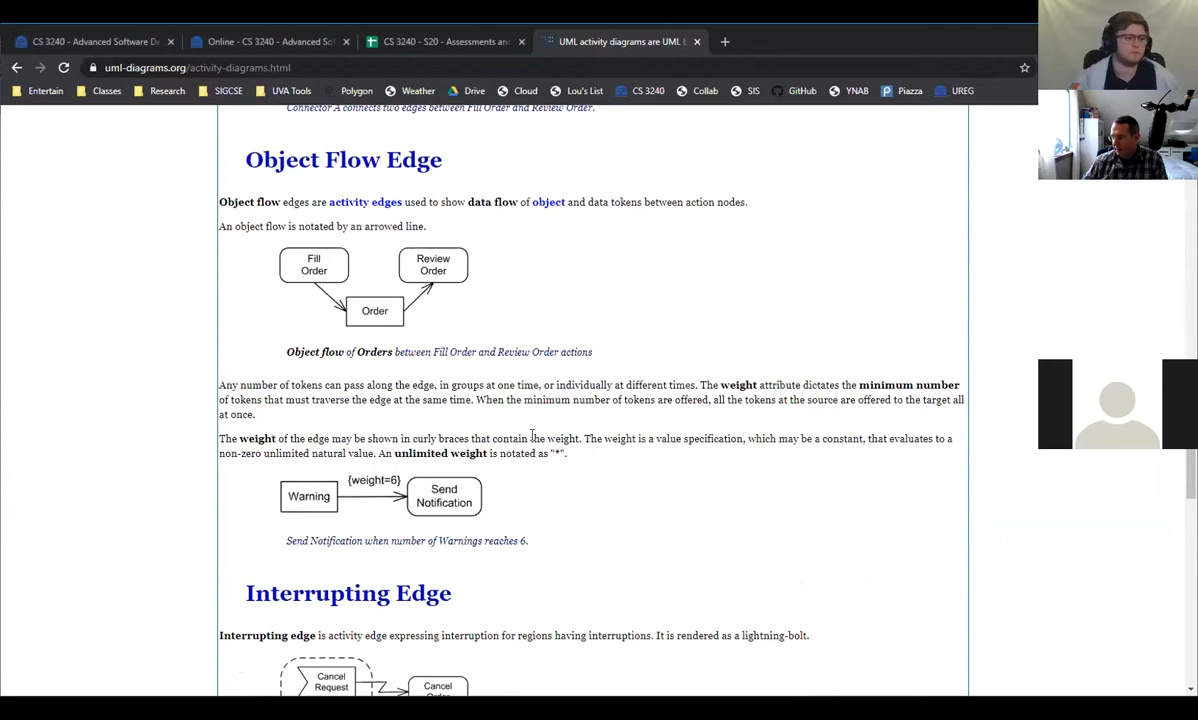 CS 3240 - Advanced Software De
Online - CS 3240 - Advanced Sof
CS 3240 - S20 - Assessments an
UML activity diagrams are UML b
uml-diagrams.org/activity-diagrams.html
Entertain
Classes
Research
SIGCSE
UVA Tools
Polygon
Weather
Drive
Cloud
Lou's List
CS 3240
Collab
SIS
GitHub
YNAB
Piazza
UREG
Connector A connects two edges between Fill Order and Review Order.
Object Flow Edge
Object flow edges are activity edges used to show data flow of object and data tokens between action nodes.
An object flow is notated by an arrowed line.
Fill
Order
Review
Order
Order
Object flow of Orders between Fill Order and Review Order actions
Any number of tokens can pass along the edge, in groups at one time, or individually at different times. The weight attribute dictates the minimum number
of tokens that must traverse the edge at the same time. When the minimum number of tokens are offered, all the tokens at the source are offered to the target all
at once.
The weight of the edge may be shown in curly braces that contain the weight. The weight is a value specification, which may be a constant, that evaluates to a
non-zero unlimited natural value. An unlimited weight is notated as "*".
{weight=6}
Warning
Send
Notification
Send Notification when number of Warnings reaches 6.
Interrupting Edge
Interrupting edge is activity edge expressing interruption for regions having interruptions. It is rendered as a lightning-bolt.
Cancel
Request
Cancel